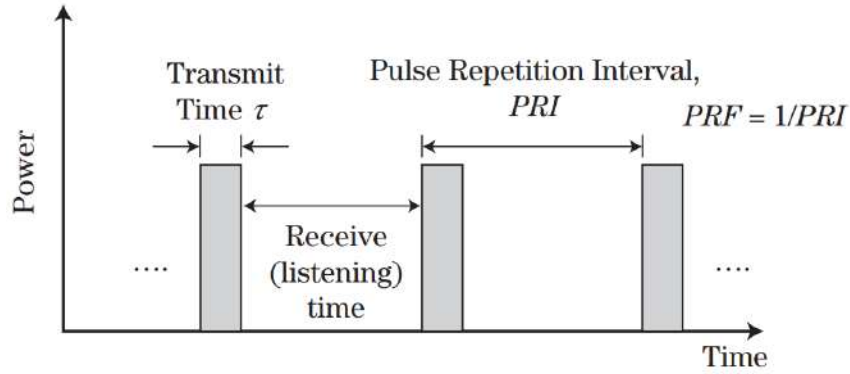 Transmit
Time τ
Pulse Repetition Interval,
PRI
PRF = 1/PRI
Power
Receive
(listening)
time
....
....
Time